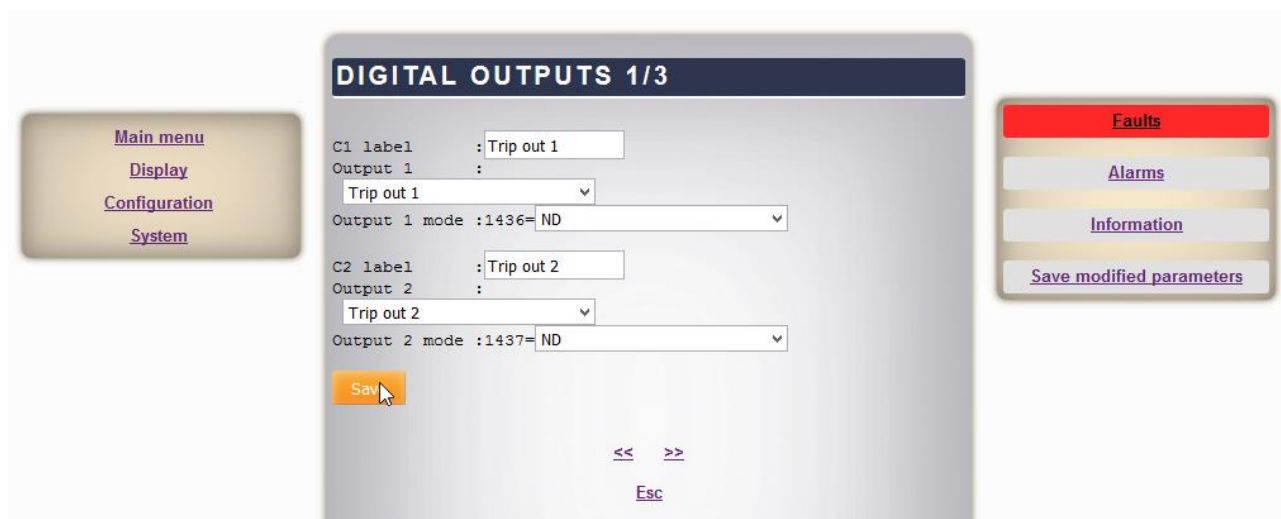 DIGITAL OUTPUTS 1/3
Main menu
Display
Configuration
System
C1 label :Trip out 1
Output 1 :
Trip out 1
Output 1 mode :1436=ND
C2 label :Trip out 2
Output 2 :
Trip out 2
Output 2 mode :1437=ND
<< >>
Esc
Faults
Alarms
Information
Save modified parameters